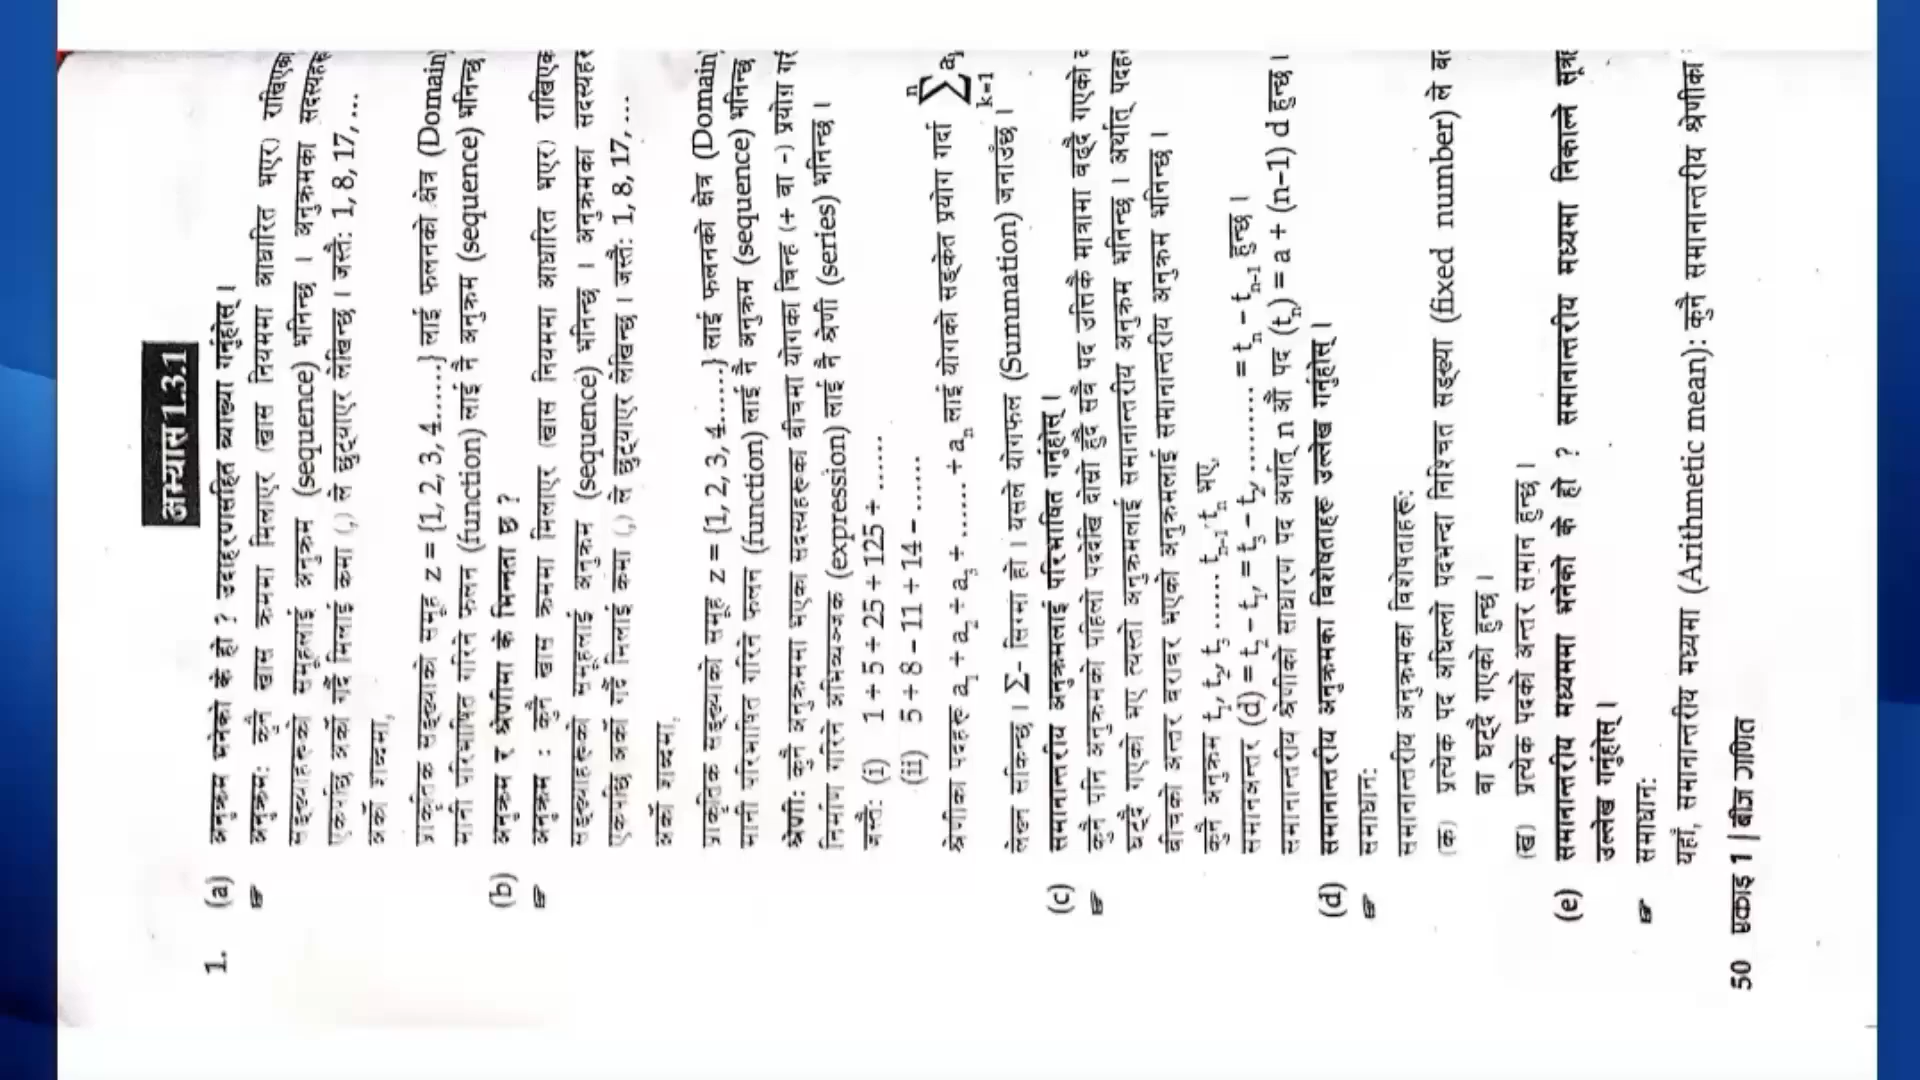 अभ्यास 1.3.1
1. (a) अनुक्रम भनेको के हो ? उदाहरणसहित व्याख्या गर्नुहोस् ।
☞ अनुक्रम: कुनै खास क्रममा मिलाएर (खास नियममा आधारित भएर) राखिएका
सङ्ख्याहरूको समूहलाई अनुक्रम (sequence) भनिन्छ । अनुक्रमका सदस्यहरू
एकपछि अर्को गर्दै मिलाई कमा (,) ले छुट्याएर लेखिन्छ । जस्तै: 1, 8, 17, ...
अर्को शब्दमा,
प्राकृतिक सङ्ख्याको समूह z = {1, 2, 3, 4.......} लाई फलनको क्षेत्र (Domain)
मानी परिभाषित गरिने फलन (function) लाई नै अनुक्रम (sequence) भनिन्छ
(b) अनुक्रम र श्रेणीमा के भिन्नता छ ?
☞ अनुक्रम : कुनै खास क्रममा मिलाएर (खास नियममा आधारित भएर) राखिएक
सङ्ख्याहरूको समूहलाई अनुक्रम (sequence) भनिन्छ । अनुक्रमका सदस्यहर
एकपछि अर्को गर्दै मिलाई कमा (,) ले छुट्याएर लेखिन्छ । जस्तै: 1, 8, 17, ...
अर्को शब्दमा,
प्राकृतिक सङ्ख्याको समूह z = {1, 2, 3, 4.......} लाई फलनको क्षेत्र (Domain)
मानी परिभाषित गरिने फलन (function) लाई नै अनुक्रम (sequence) भनिन्छ
श्रेणी: कुनै अनुक्रममा भएका सदस्यहरूका बीचमा योगका चिन्ह (+ वा −) प्रयोग गरी
निर्माण गरिने अभिव्यञ्जक (expression) लाई नै श्रेणी (series) भनिन्छ ।
जस्तै: (i) 1 + 5 + 25 + 125 + .......
(ii) 5 + 8 − 11 + 14 − .......
श्रेणीका पदहरू a₁ + a₂ + a₃ + ....... + aₙ लाई योगको सङ्केत प्रयोग गर्दा n Σ k=1 a
लेख्न सकिन्छ । Σ - सिग्मा हो । यसले योगफल (Summation) जनाउँछ ।
(c) समानान्तरीय अनुक्रमलाई परिभाषित गर्नुहोस् ।
☞ कुनै पनि अनुक्रमको पहिलो पददेखि दोस्रो हुँदै सबै पद उत्तिकै मात्रामा बढ्दै गएको व
घट्दै गएको भए त्यस्तो अनुक्रमलाई समानान्तरीय अनुक्रम भनिन्छ । अर्थात् पदह
बीचको अन्तर बराबर भएको अनुक्रमलाई समानान्तरीय अनुक्रम भनिन्छ ।
कुनै अनुक्रम t₁, t₂, t₃ ....... tₙ₋₁, tₙ भए,
समानअन्तर (d) = t₂ − t₁, = t₃ − t₂, ........... = tₙ − tₙ₋₁ हुन्छ ।
समानान्तरीय श्रेणीको साधारण पद अर्थात् n औं पद (tₙ) = a + (n−1) d हुन्छ ।
(d) समानान्तरीय अनुक्रमका विशेषताहरू उल्लेख गर्नुहोस् ।
☞ समाधान:
समानान्तरीय अनुक्रमका विशेषताहरू:
(क) प्रत्येक पद अघिल्लो पदभन्दा निश्चित सङ्ख्या (fixed number) ले बढ
वा घट्दै गएको हुन्छ ।
(ख) प्रत्येक पदको अन्तर समान हुन्छ ।
(e) समानान्तरीय मध्यममा भनेको के हो ? समानान्तरीय मध्यमा निकाल्ने सूत्र
उल्लेख गर्नुहोस् ।
☞ समाधान:
यहाँ, समानान्तरीय मध्यमा (Arithmetic mean): कुनै समानान्तरीय श्रेणीका
50 एकाइ 1 | बीज गणित